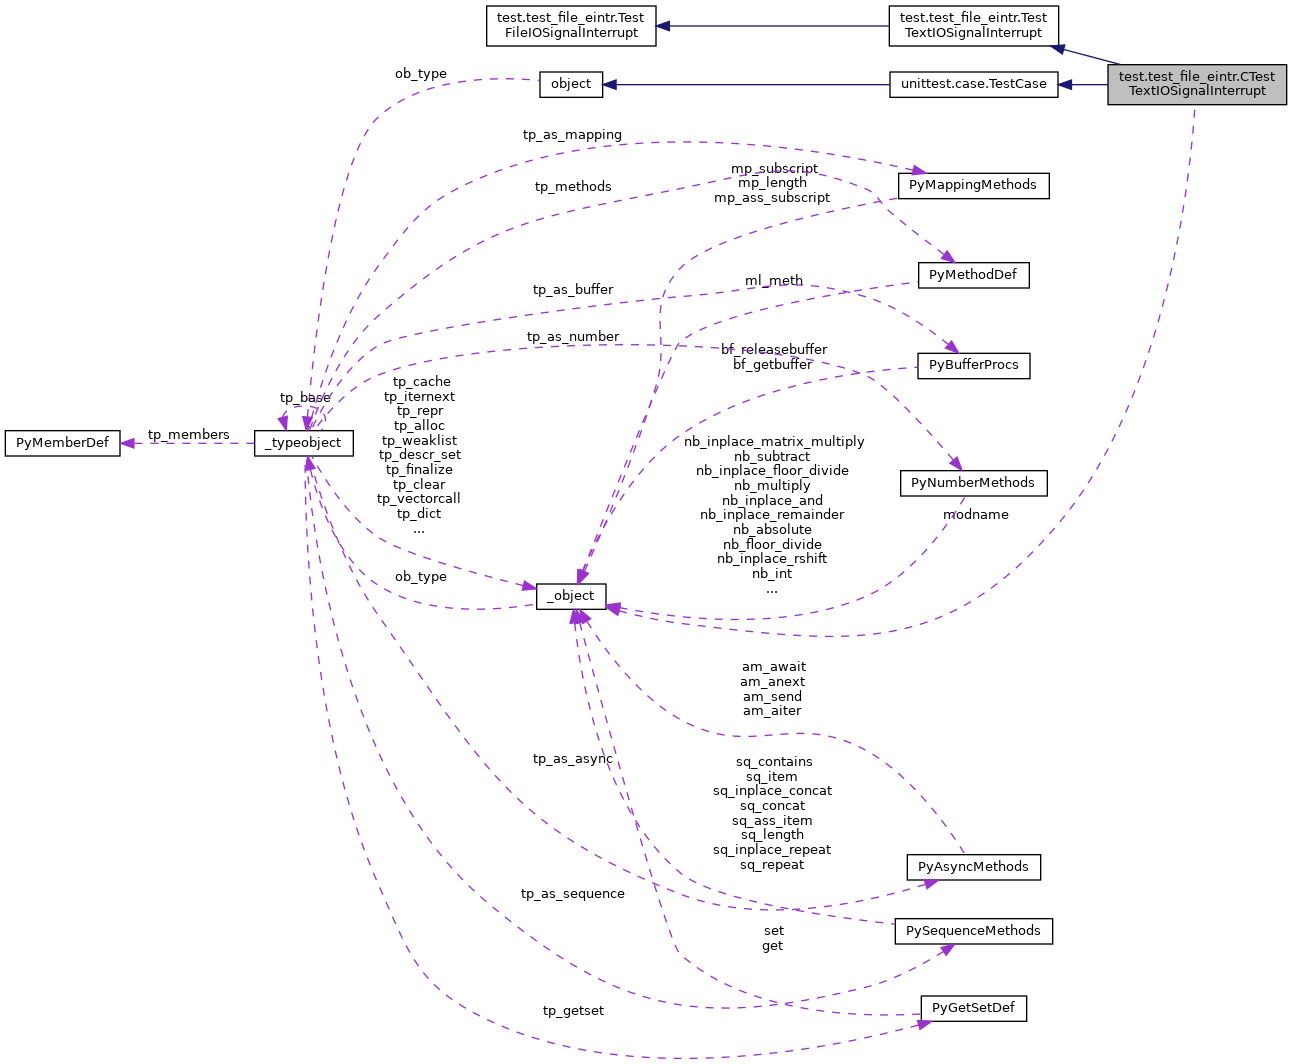 test.test_file_eintr.Test
FileIOSignalInterrupt
test.test_file_eintr.Test
TextIOSignalInterrupt
test.test_file_eintr.CTest
TextIOSignalInterrupt
ob_type
object
unittest.case.TestCase
tp_as_mapping
mp_subscript
mp_length
mp_ass_subscript
tp_methods
PyMappingMethods
PyMethodDef
ml_meth
tp_as_buffer
tp_as_number
bf_releasebuffer
bf_getbuffer
PyBufferProcs
tp_base
tp_cache
tp_iternext
tp_repr
tp_alloc
tp_weaklist
tp_descr_set
tp_finalize
tp_clear
tp_vectorcall
tp_dict
...
PyMemberDef
tp_members
_typeobject
nb_inplace_matrix_multiply
nb_subtract
nb_inplace_floor_divide
nb_multiply
nb_inplace_and
nb_inplace_remainder
nb_absolute
nb_floor_divide
nb_inplace_rshift
nb_int
...
PyNumberMethods
modname
ob_type
_object
am_await
am_anext
am_send
am_aiter
tp_as_async
sq_contains
sq_item
sq_inplace_concat
sq_concat
sq_ass_item
sq_length
sq_inplace_repeat
sq_repeat
PyAsyncMethods
tp_as_sequence
PySequenceMethods
set
get
tp_getset
PyGetSetDef